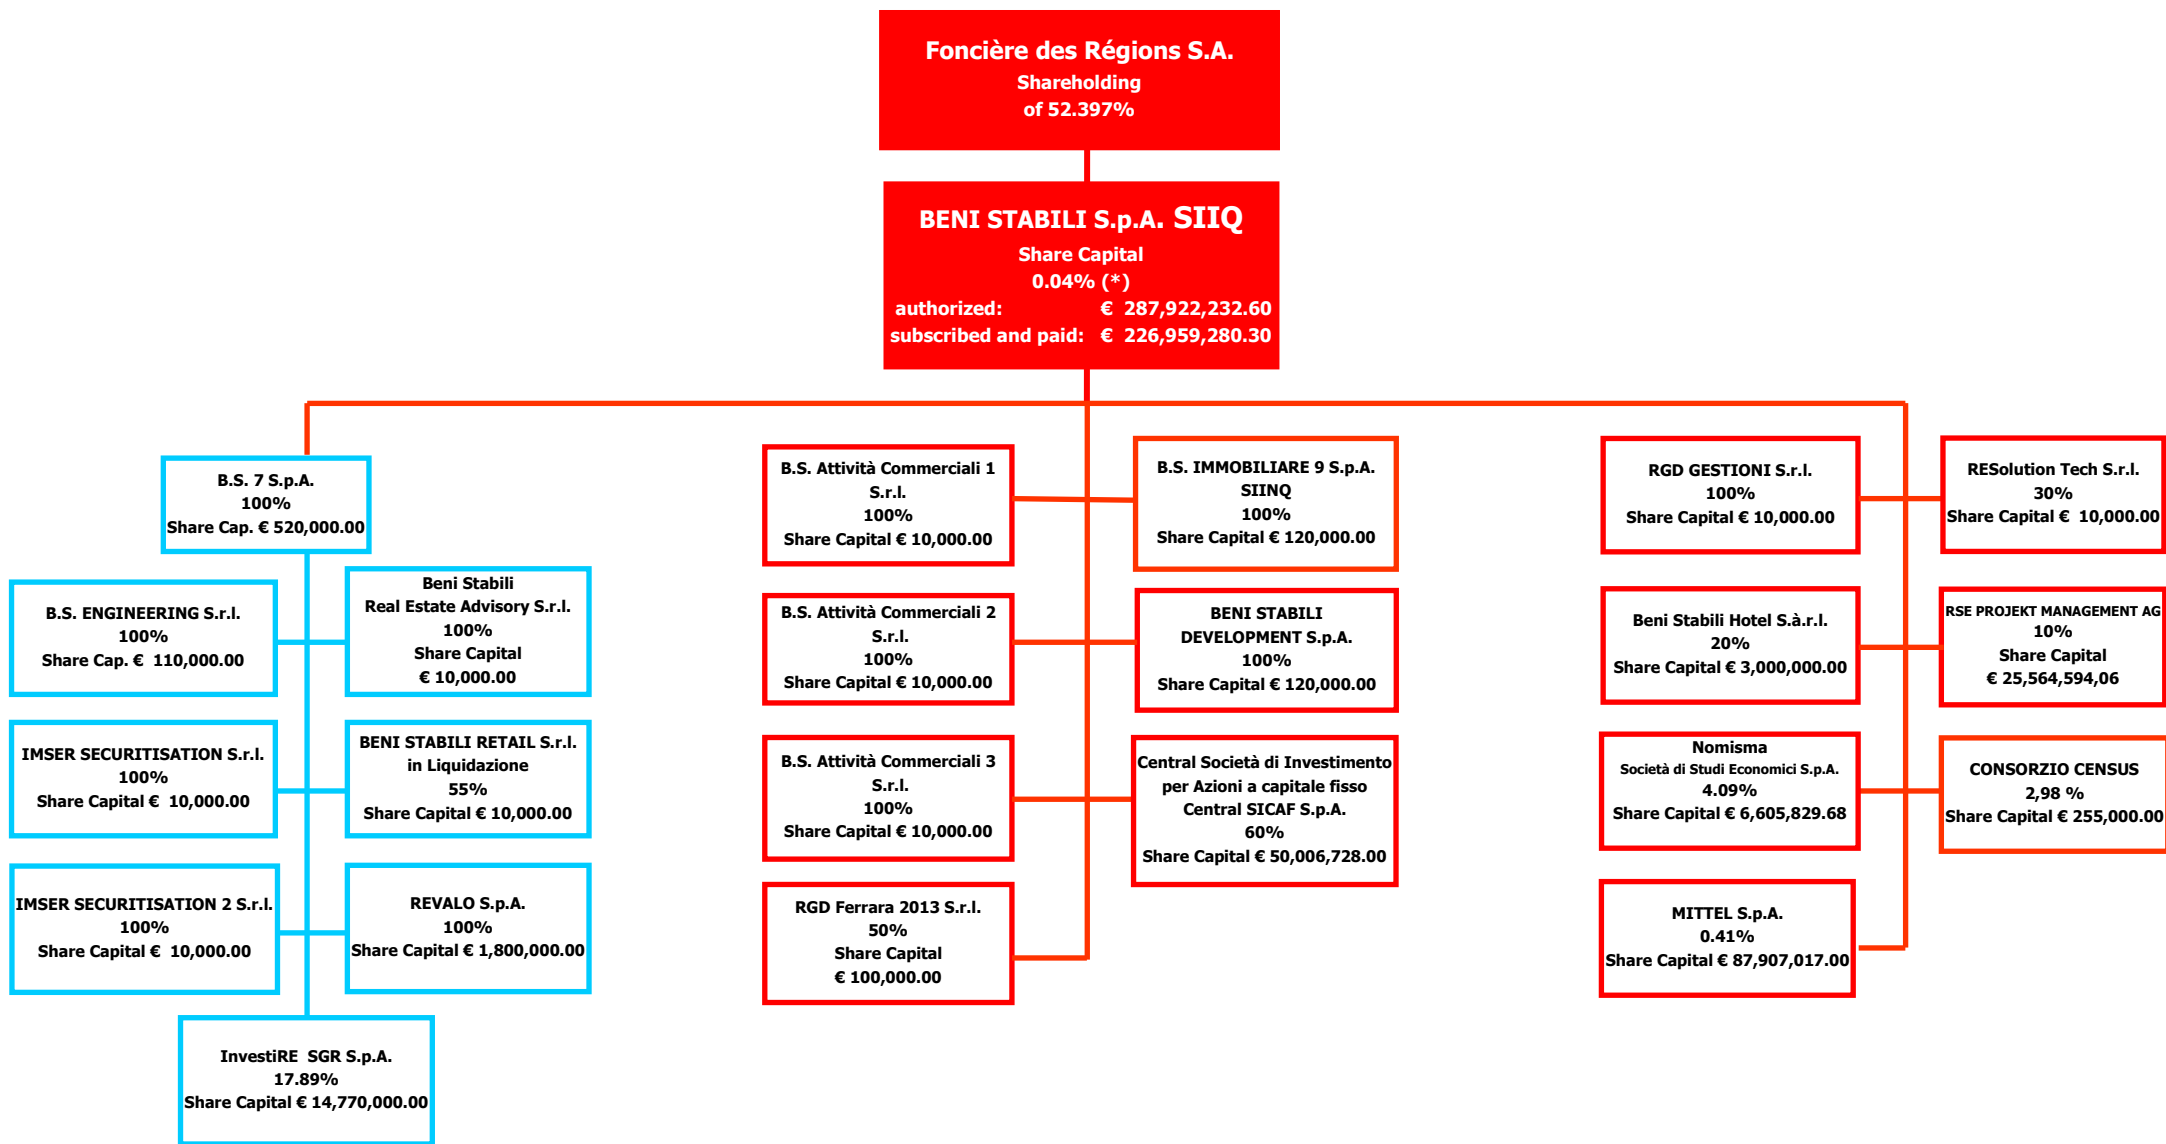 Foncière des Régions S.A.
Shareholding
of 52.397%
BENI STABILI S.p.A. SIIQ
Share Capital
0.04% (*)
authorized: € 287,922,232.60
subscribed and paid: € 226,959,280.30
B.S. 7 S.p.A.
100%
Share Cap. € 520,000.00
B.S. ENGINEERING S.r.l.
100%
Share Cap. € 110,000.00
Beni Stabili
Real Estate Advisory S.r.l.
100%
Share Capital
€ 10,000.00
IMSER SECURITISATION S.r.l.
100%
Share Capital € 10,000.00
BENI STABILI RETAIL S.r.l.
in Liquidazione
55%
Share Capital € 10,000.00
IMSER SECURITISATION 2 S.r.l.
100%
Share Capital € 10,000.00
REVALO S.p.A.
100%
Share Capital € 1,800,000.00
InvestiRE SGR S.p.A.
17.89%
Share Capital € 14,770,000.00
B.S. Attività Commerciali 1
S.r.l.
100%
Share Capital € 10,000.00
B.S. IMMOBILIARE 9 S.p.A.
SIINQ
100%
Share Capital € 120,000.00
B.S. Attività Commerciali 2
S.r.l.
100%
Share Capital € 10,000.00
BENI STABILI
DEVELOPMENT S.p.A.
100%
Share Capital € 120,000.00
B.S. Attività Commerciali 3
S.r.l.
100%
Share Capital € 10,000.00
Central Società di Investimento
per Azioni a capitale fisso
Central SICAF S.p.A.
60%
Share Capital € 50,006,728.00
RGD Ferrara 2013 S.r.l.
50%
Share Capital
€ 100,000.00
RGD GESTIONI S.r.l.
100%
Share Capital € 10,000.00
RESolution Tech S.r.l.
30%
Share Capital € 10,000.00
Beni Stabili Hotel S.à.r.l.
20%
Share Capital € 3,000,000.00
RSE PROJEKT MANAGEMENT AG
10%
Share Capital
€ 25,564,594,06
Nomisma
Società di Studi Economici S.p.A.
4.09%
Share Capital € 6,605,829.68
CONSORZIO CENSUS
2,98 %
Share Capital € 255,000.00
MITTEL S.p.A.
0.41%
Share Capital € 87,907,017.00